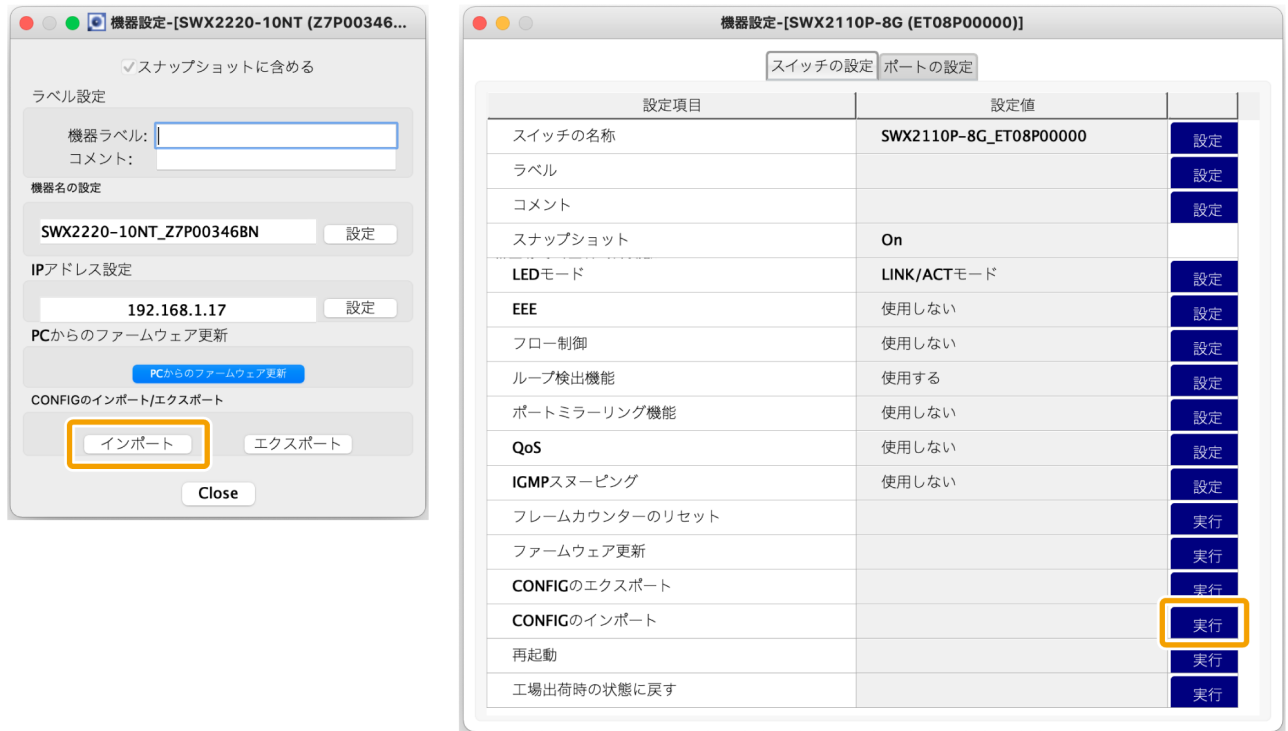 機器設定-[SWX2220-10NT (Z7P00346...
スナップショットに含める
ラベル設定
機器ラベル:
コメント:
機器名の設定
SWX2220-10NT_Z7P00346BN 設定
IPアドレス設定
192.168.1.17 設定
PCからのファームウェア更新
PCからのファームウェア更新
CONFIGのインポート/エクスポート
インポート エクスポート
Close
機器設定-[SWX2110P-8G (ET08P00000)]
スイッチの設定 ポートの設定
設定項目 設定値
スイッチの名称 SWX2110P-8G_ET08P00000 設定
ラベル 設定
コメント 設定
スナップショット On
LEDモード LINK/ACTモード 設定
EEE 使用しない 設定
フロー制御 使用しない 設定
ループ検出機能 使用する 設定
ポートミラーリング機能 使用しない 設定
QoS 使用しない 設定
IGMPスヌーピング 使用しない 設定
フレームカウンターのリセット 実行
ファームウェア更新 実行
CONFIGのエクスポート 実行
CONFIGのインポート 実行
再起動 実行
工場出荷時の状態に戻す 実行